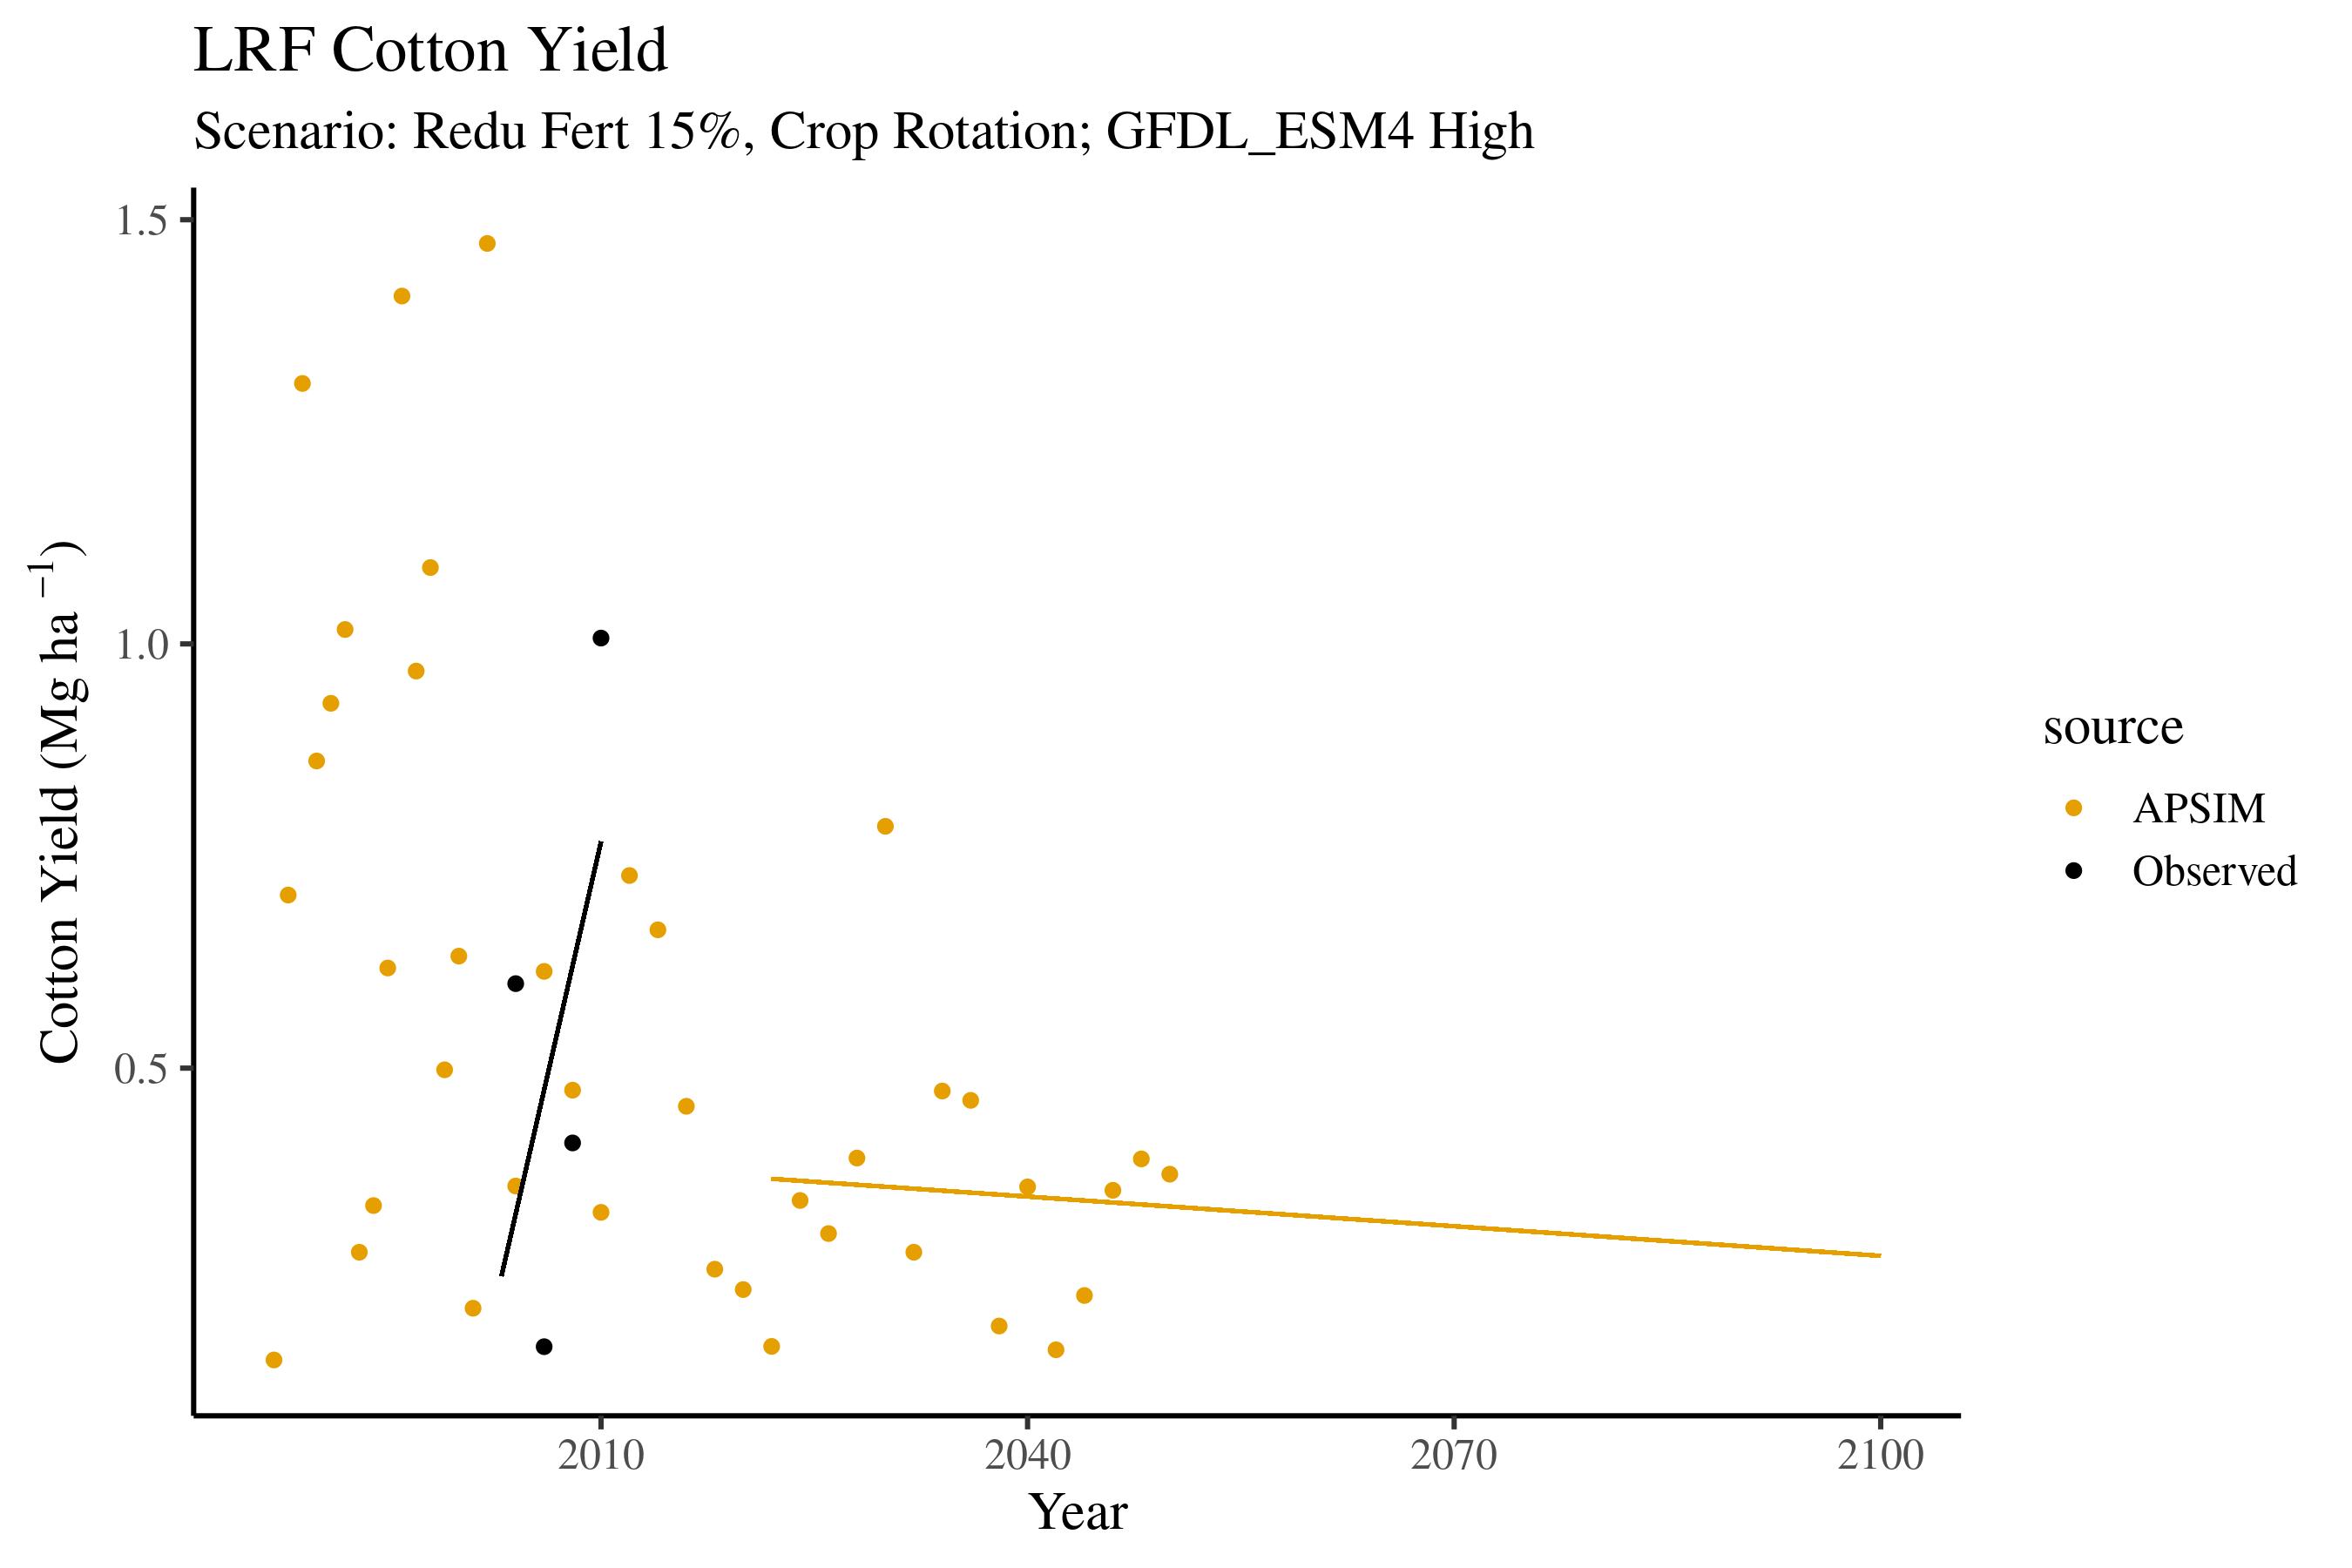 LRF Cotton Yield
Scenario: Redu Fert 15%, Crop Rotation; GFDL_ESM4 High
1.5
1.0
0.5
Cotton Yield (Mg ha −1)
2010 2040 2070 2100
Year
source
APSIM
Observed